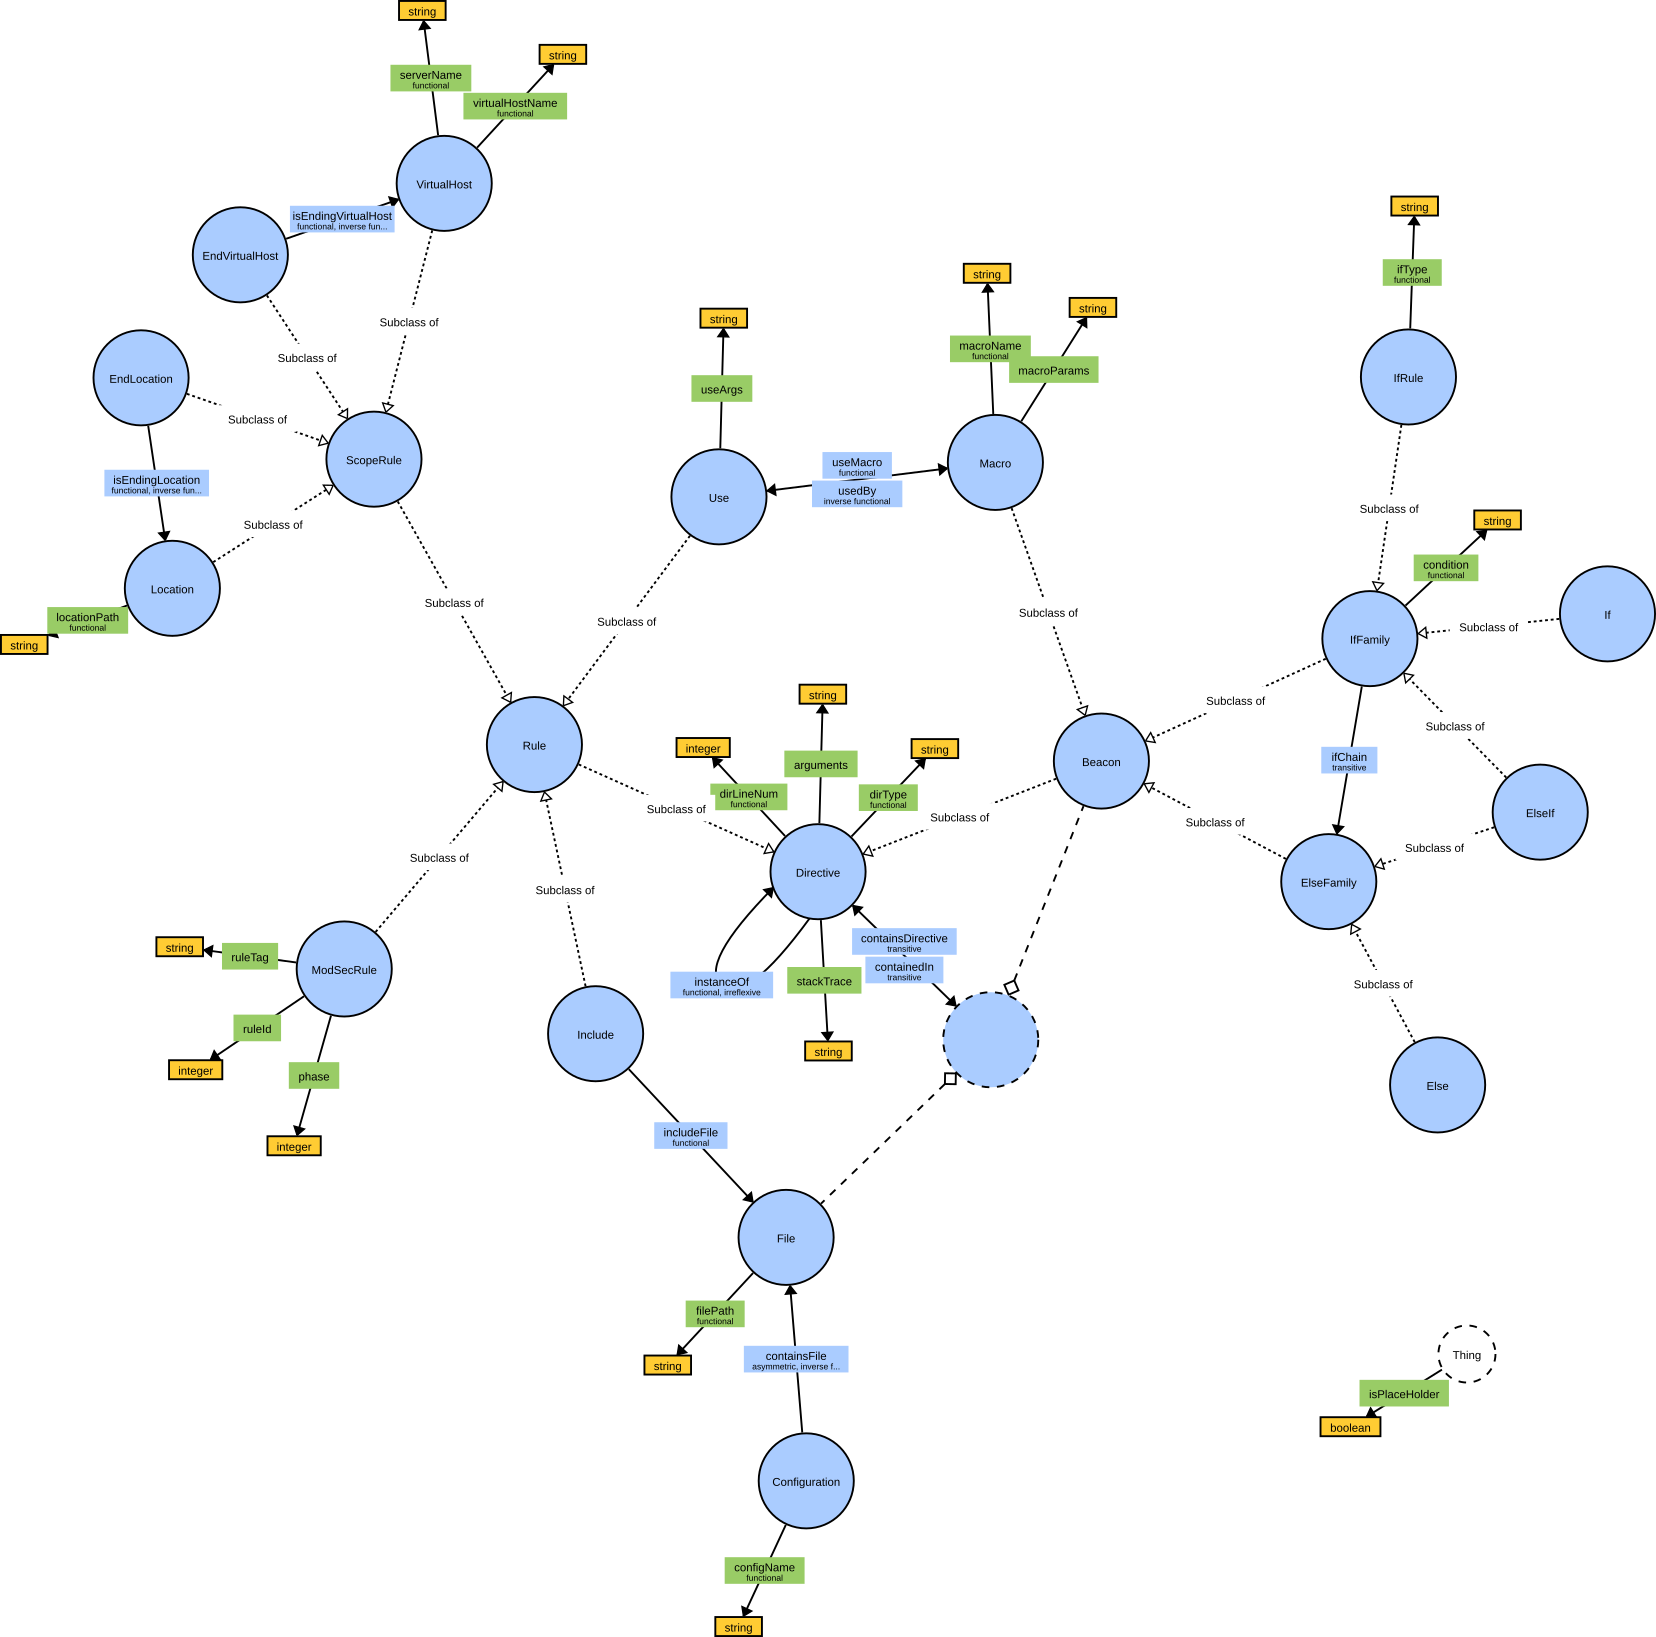 string
string
serverName
functional
virtualHostName
functional
VirtualHost
isEndingVirtualHost
functional, inverse fun...
EndVirtualHost
Subclass of
Subclass of
EndLocation
Subclass of
ScopeRule
isEndingLocation
functional, inverse fun...
Subclass of
Location
locationPath
functional
string
Subclass of
string
useArgs
Use
useMacro
functional
usedBy
inverse functional
Subclass of
string
string
macroName
functional
macroParams
Macro
Subclass of
string
ifType
functional
IfRule
Subclass of
string
condition
functional
IfFamily
Subclass of
If
Subclass of
ifChain
transitive
Subclass of
ElseIf
Subclass of
Subclass of
ElseFamily
Subclass of
Else
Beacon
Subclass of
Rule
Subclass of
string
integer
string
arguments
dirLineNum
functional
dirType
functional
Directive
instanceOf
functional, irreflexive
stackTrace
string
containsDirective
transitive
containedIn
transitive
Subclass of
Subclass of
ModSecRule
string
ruleTag
ruleId
integer
phase
integer
Include
includeFile
functional
File
filePath
functional
string
containsFile
asymmetric, inverse f...
Configuration
configName
functional
string
Thing
isPlaceHolder
boolean